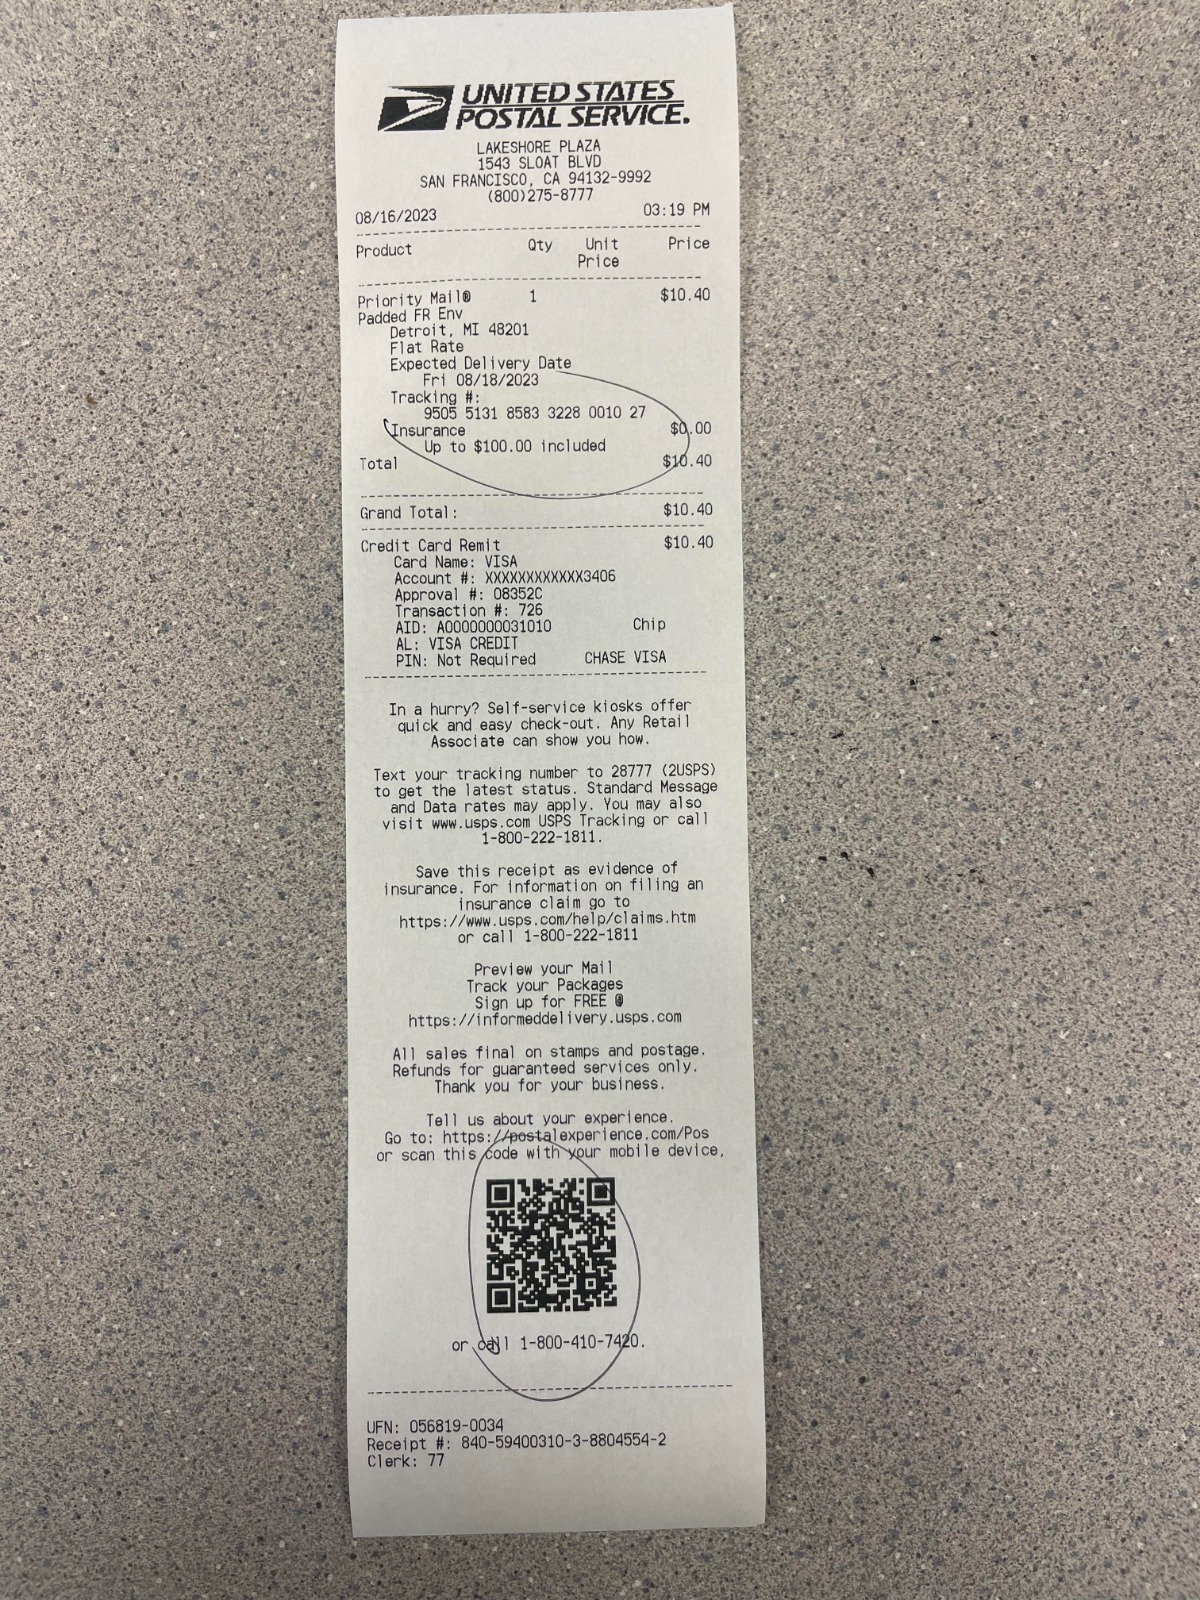 UNITED STATES
POSTAL SERVICE.
LAKESHORE PLAZA
1543 SLOAT BLVD
SAN FRANCISCO, CA 94132-9992
(800)275-8777
08/16/2023 03:19 PM
Product Qty Unit Price
Price
Priority Mail® 1 $10.40
Padded FR Env
Detroit, MI 48201
Flat Rate
Expected Delivery Date
Fri 08/18/2023
Tracking #:
9505 5131 8583 3228 0010 27
Insurance $0.00
Up to $100.00 included
Total $10.40
Grand Total: $10.40
Credit Card Remit $10.40
Card Name: VISA
Account #: XXXXXXXXXXXX3406
Approval #: 08352C
Transaction #: 726
AID: A0000000031010 Chip
AL: VISA CREDIT
PIN: Not Required CHASE VISA
In a hurry? Self-service kiosks offer
quick and easy check-out. Any Retail
Associate can show you how.
Text your tracking number to 28777 (2USPS)
to get the latest status. Standard Message
and Data rates may apply. You may also
visit www.usps.com USPS Tracking or call
1-800-222-1811.
Save this receipt as evidence of
insurance. For information on filing an
insurance claim go to
https://www.usps.com/help/claims.htm
or call 1-800-222-1811
Preview your Mail
Track your Packages
Sign up for FREE @
https://informeddelivery.usps.com
All sales final on stamps and postage.
Refunds for guaranteed services only.
Thank you for your business.
Tell us about your experience.
Go to: https://postalexperience.com/Pos
or scan this code with your mobile device,
or call 1-800-410-7420.
UFN: 056819-0034
Receipt #: 840-59400310-3-8804554-2
Clerk: 77